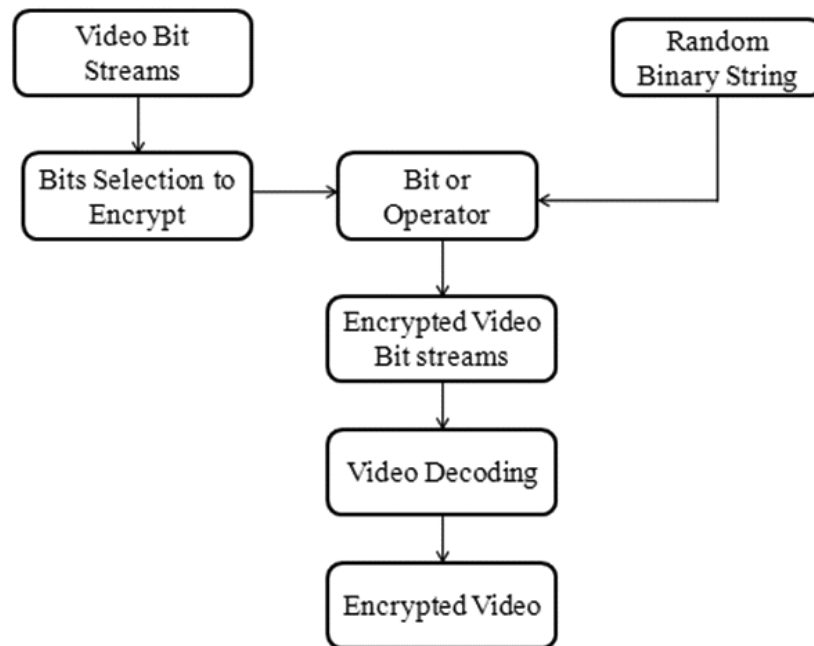 Video Bit
Streams
Random
Binary String
Bits Selection to
Encrypt
Bit or
Operator
Encrypted Video
Bit streams
Video Decoding
Encrypted Video